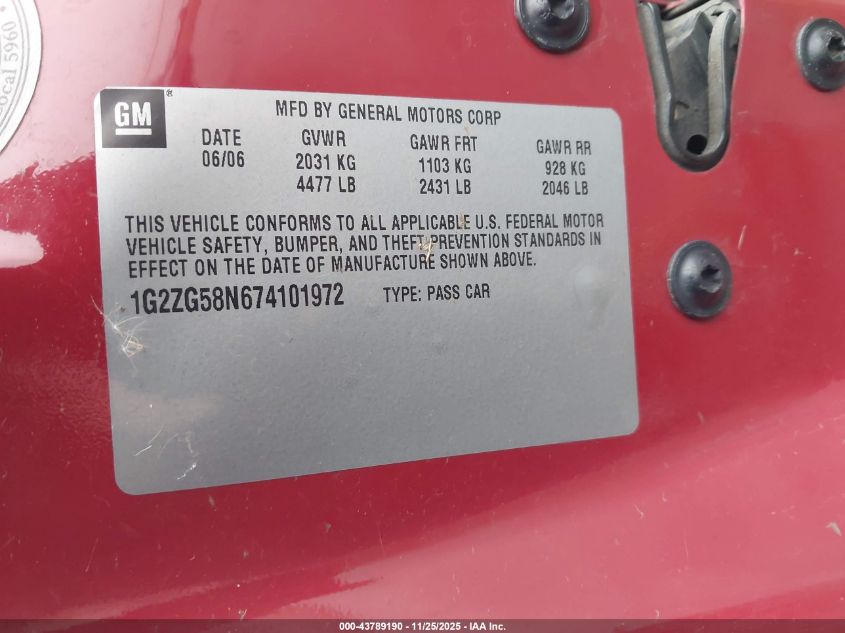 ocal 5960
GM ®
MFD BY GENERAL MOTORS CORP
DATE GVWR GAWR FRT GAWR RR
06/06 2031 KG 1103 KG 928 KG
4477 LB 2431 LB 2046 LB
THIS VEHICLE CONFORMS TO ALL APPLICABLE U.S. FEDERAL MOTOR
VEHICLE SAFETY, BUMPER, AND THEFT PREVENTION STANDARDS IN
EFFECT ON THE DATE OF MANUFACTURE SHOWN ABOVE.
1G2ZG58N674101972 TYPE: PASS CAR
000-43789190 - 11/25/2025 - IAA Inc.